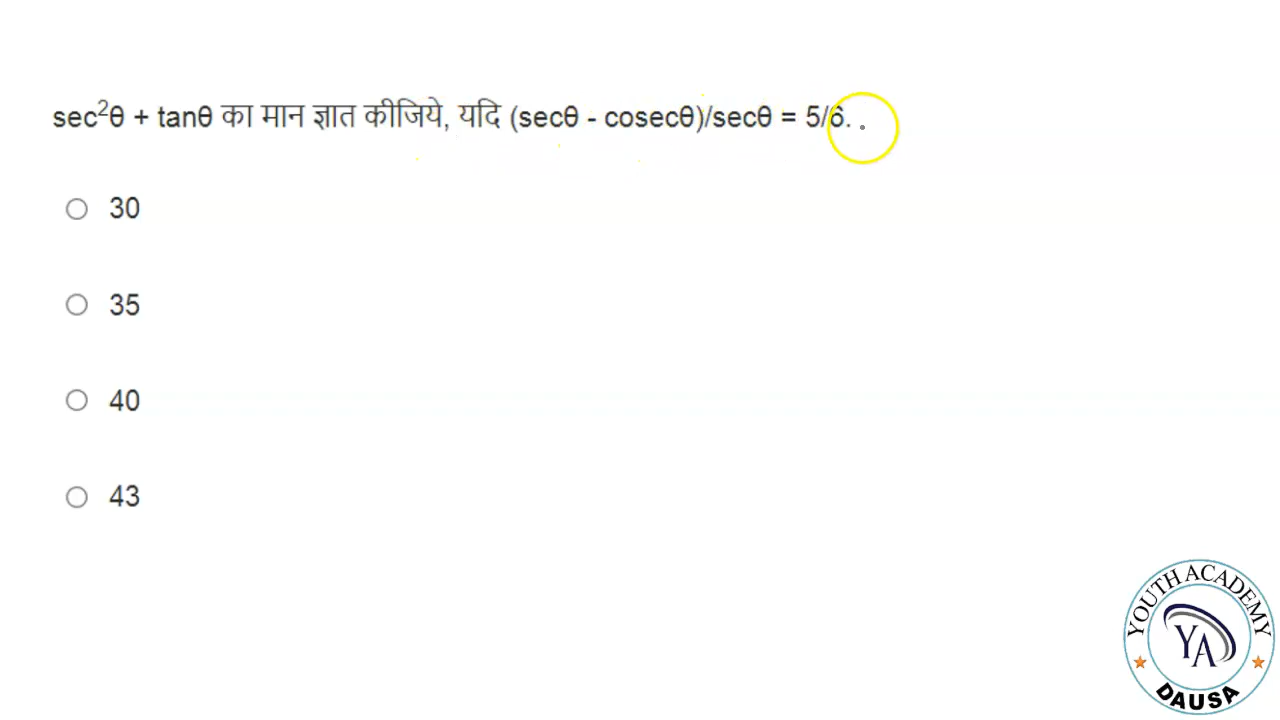 sec²θ + tanθ का मान ज्ञात कीजिये, यदि (secθ - cosecθ)/secθ = 5/6.
30
35
40
43
YOUTH ACADEMY
YA
DAUSA